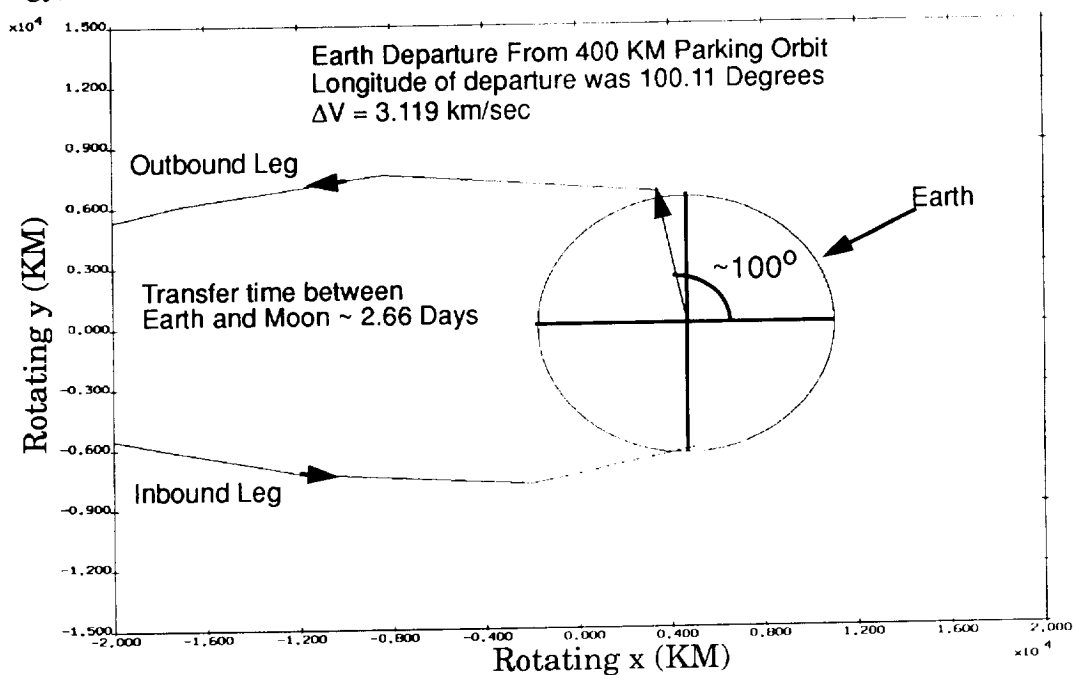 ×10⁴
1.500
Earth Departure From 400 KM Parking Orbit
Longitude of departure was 100.11 Degrees
ΔV = 3.119 km/sec
1.200
0.900
Outbound Leg
0.600
Earth
~100°
0.300
Transfer time between
Earth and Moon ~ 2.66 Days
0.000
Rotating y (KM)
-0.300
-0.600
Inbound Leg
-0.900
-1.200
-1.500
-2.000 -1.600 -1.200 -0.800 -0.400 0.000 0.400 0.800 1.200 1.600 2.000
×10⁴
Rotating x (KM)